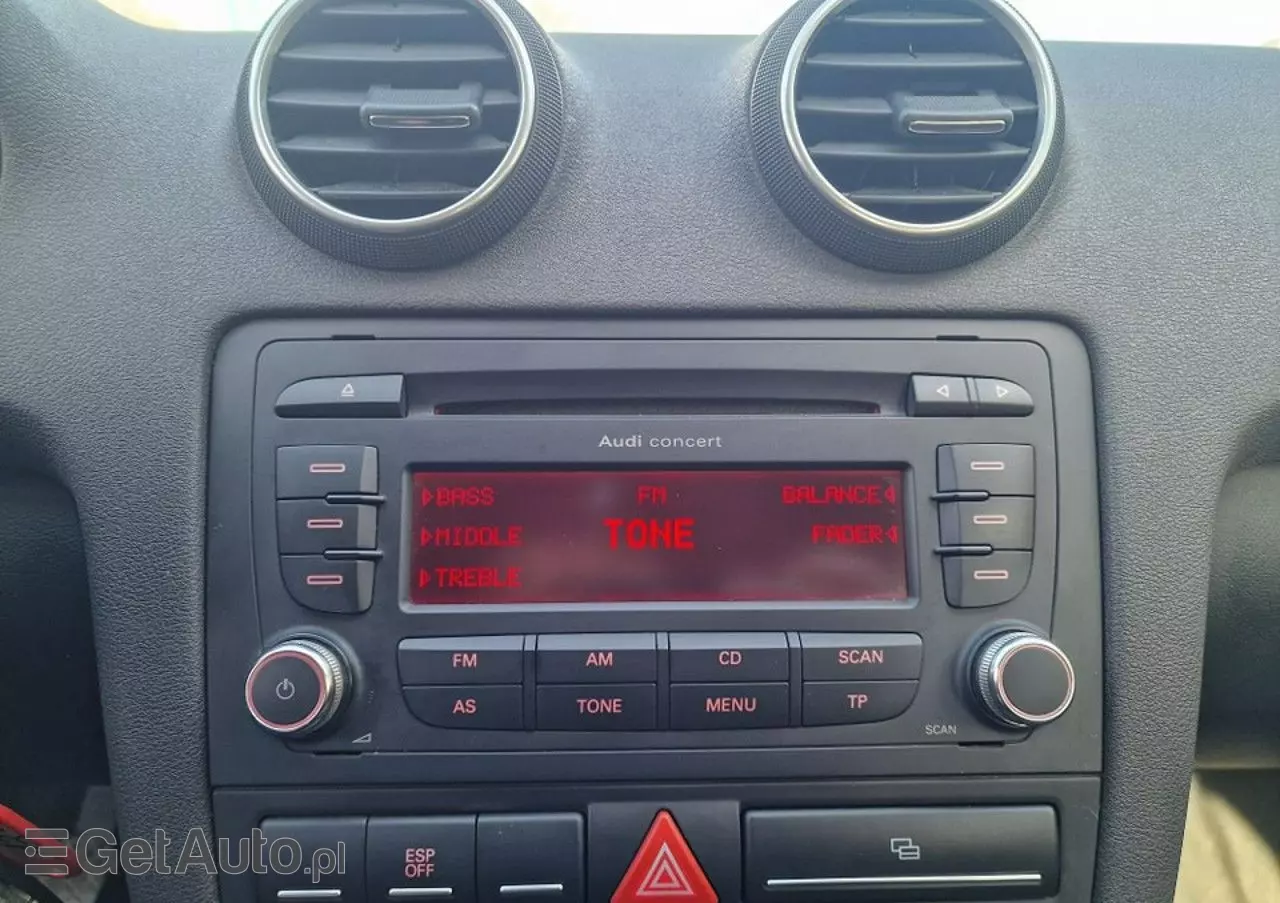 Audi concert
BASS FM BALANCE
MIDDLE TONE FADER
TREBLE
FM AM CD SCAN
AS TONE MENU TP
SCAN
ESP
OFF
GetAuto.pl